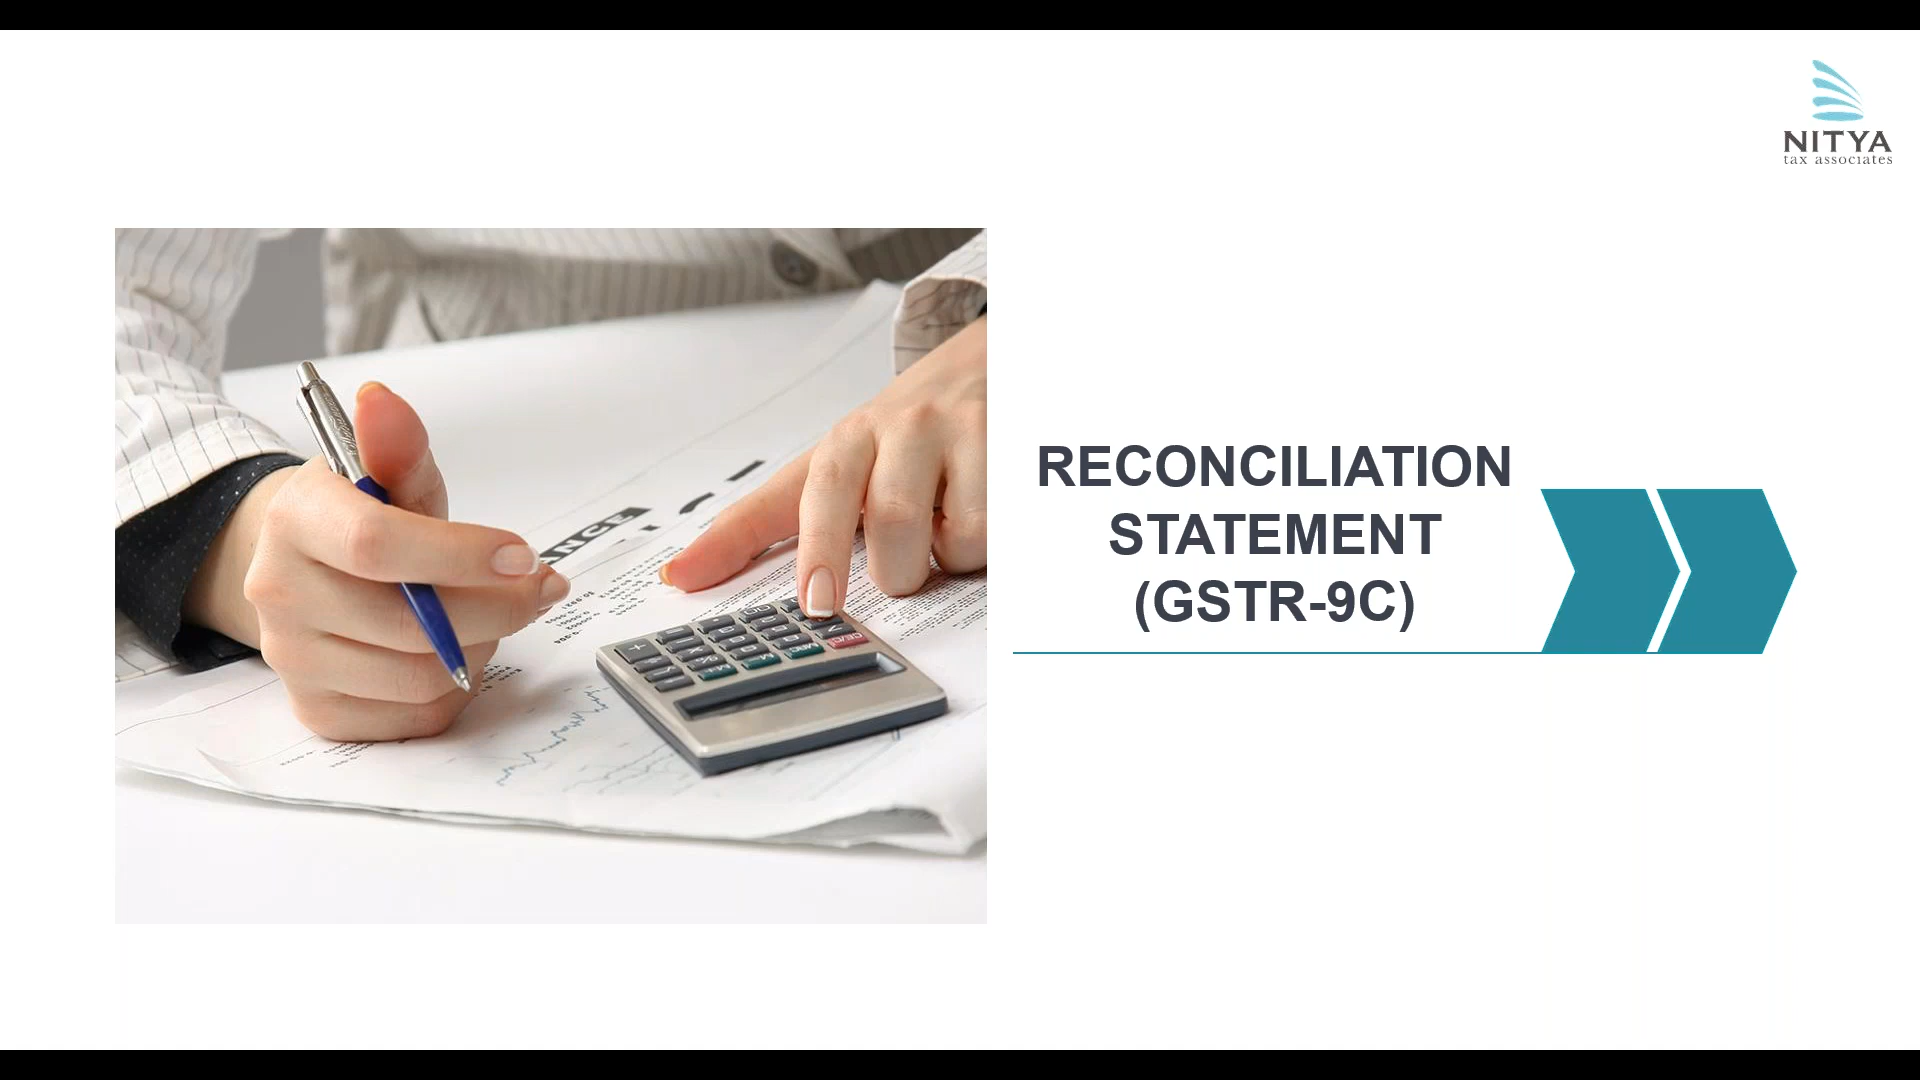 NITYA
tax associates
RECONCILIATION
STATEMENT
(GSTR-9C)